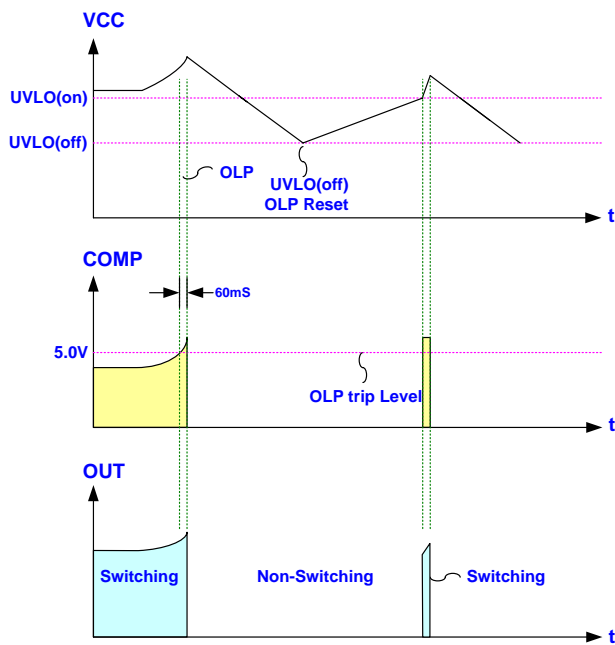 VCC
UVLO(on)
UVLO(off)
OLP
UVLO(off)
OLP Reset
t
COMP
60mS
5.0V
OLP trip Level
t
OUT
Switching
Non-Switching
Switching
t